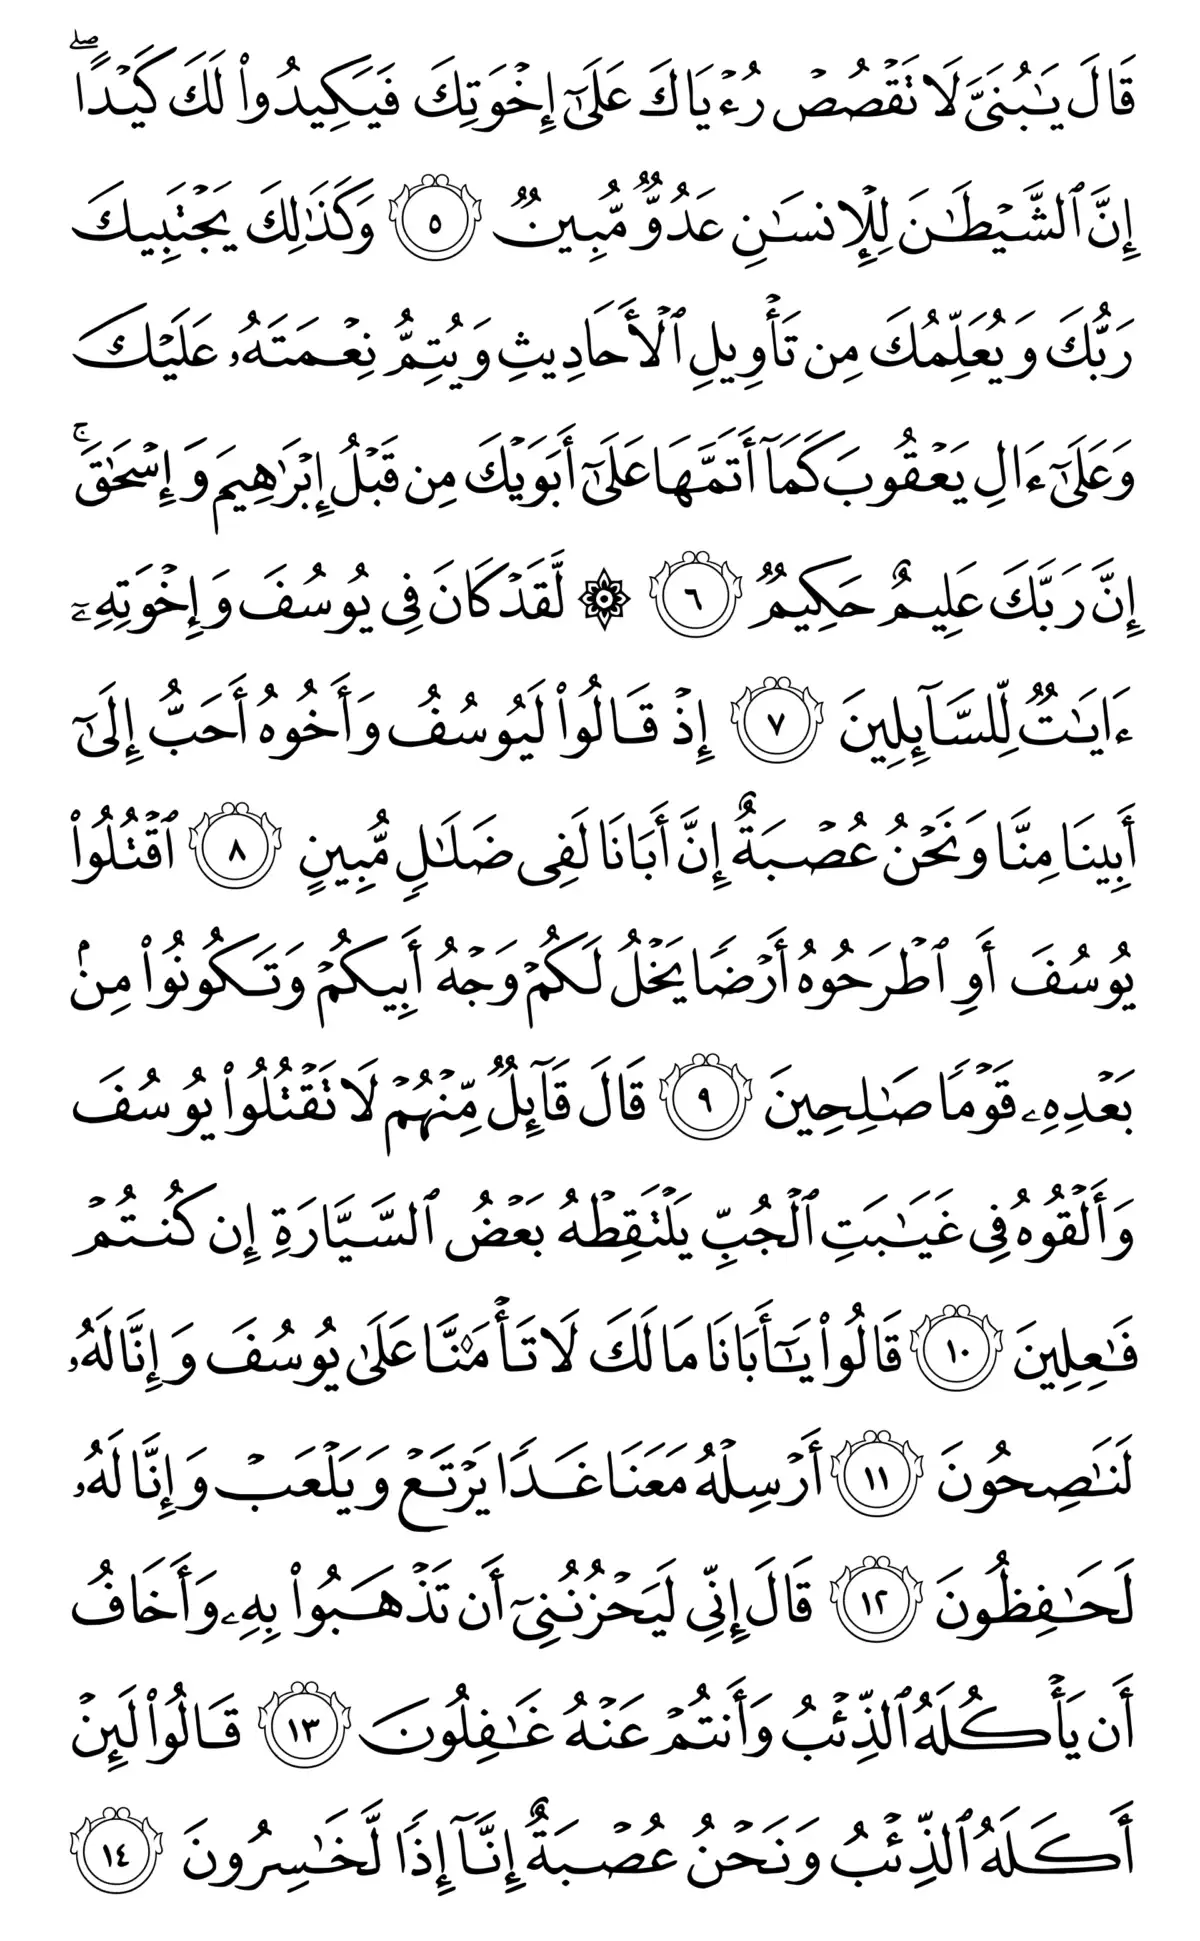 قَالَ يَـٰبُنَىَّ لَا تَقۡصُصۡ رُءۡيَاكَ عَلَىٰٓ إِخۡوَتِكَ فَيَكِيدُواْ لَكَ كَيۡدًاۖ
إِنَّ ٱلشَّيۡطَـٰنَ لِلۡإِنسَـٰنِ عَدُوٌّ مُّبِينٌ ٥ وَكَذَٰلِكَ يَجۡتَبِيكَ
رَبُّكَ وَيُعَلِّمُكَ مِن تَأۡوِيلِ ٱلۡأَحَادِيثِ وَيُتِمُّ نِعۡمَتَهُۥ عَلَيۡكَ
وَعَلَىٰٓ ءَالِ يَعۡقُوبَ كَمَآ أَتَمَّهَا عَلَىٰٓ أَبَوَيۡكَ مِن قَبۡلُ إِبۡرَٰهِيمَ وَإِسۡحَـٰقَۚ
إِنَّ رَبَّكَ عَلِيمٌ حَكِيمٌ ٦ ۞ لَّقَدۡ كَانَ فِى يُوسُفَ وَإِخۡوَتِهِۦٓ
ءَايَـٰتٌ لِّلسَّآئِلِينَ ٧ إِذۡ قَالُواْ لَيُوسُفُ وَأَخُوهُ أَحَبُّ إِلَىٰٓ
أَبِينَا مِنَّا وَنَحۡنُ عُصۡبَةٌ إِنَّ أَبَانَا لَفِى ضَلَـٰلٍ مُّبِينٍ ٨ ٱقۡتُلُواْ
يُوسُفَ أَوِ ٱطۡرَحُوهُ أَرۡضًا يَخۡلُ لَكُمۡ وَجۡهُ أَبِيكُمۡ وَتَكُونُواْ مِنۢ
بَعۡدِهِۦ قَوۡمًا صَـٰلِحِينَ ٩ قَالَ قَآئِلٌ مِّنۡهُمۡ لَا تَقۡتُلُواْ يُوسُفَ
وَأَلۡقُوهُ فِى غَيَـٰبَتِ ٱلۡجُبِّ يَلۡتَقِطۡهُ بَعۡضُ ٱلسَّيَّارَةِ إِن كُنتُمۡ
فَـٰعِلِينَ ١٠ قَالُواْ يَـٰٓأَبَانَا مَا لَكَ لَا تَأۡمَ۬نَّا عَلَىٰ يُوسُفَ وَإِنَّا لَهُۥ
لَنَـٰصِحُونَ ١١ أَرۡسِلۡهُ مَعَنَا غَدًا يَرۡتَعۡ وَيَلۡعَبۡ وَإِنَّا لَهُۥ
لَحَـٰفِظُونَ ١٢ قَالَ إِنِّى لَيَحۡزُنُنِىٓ أَن تَذۡهَبُواْ بِهِۦ وَأَخَافُ
أَن يَأۡكُلَهُ ٱلذِّئۡبُ وَأَنتُمۡ عَنۡهُ غَـٰفِلُونَ ١٣ قَالُواْ لَئِنۡ
أَكَلَهُ ٱلذِّئۡبُ وَنَحۡنُ عُصۡبَةٌ إِنَّآ إِذًا لَّخَـٰسِرُونَ ١٤